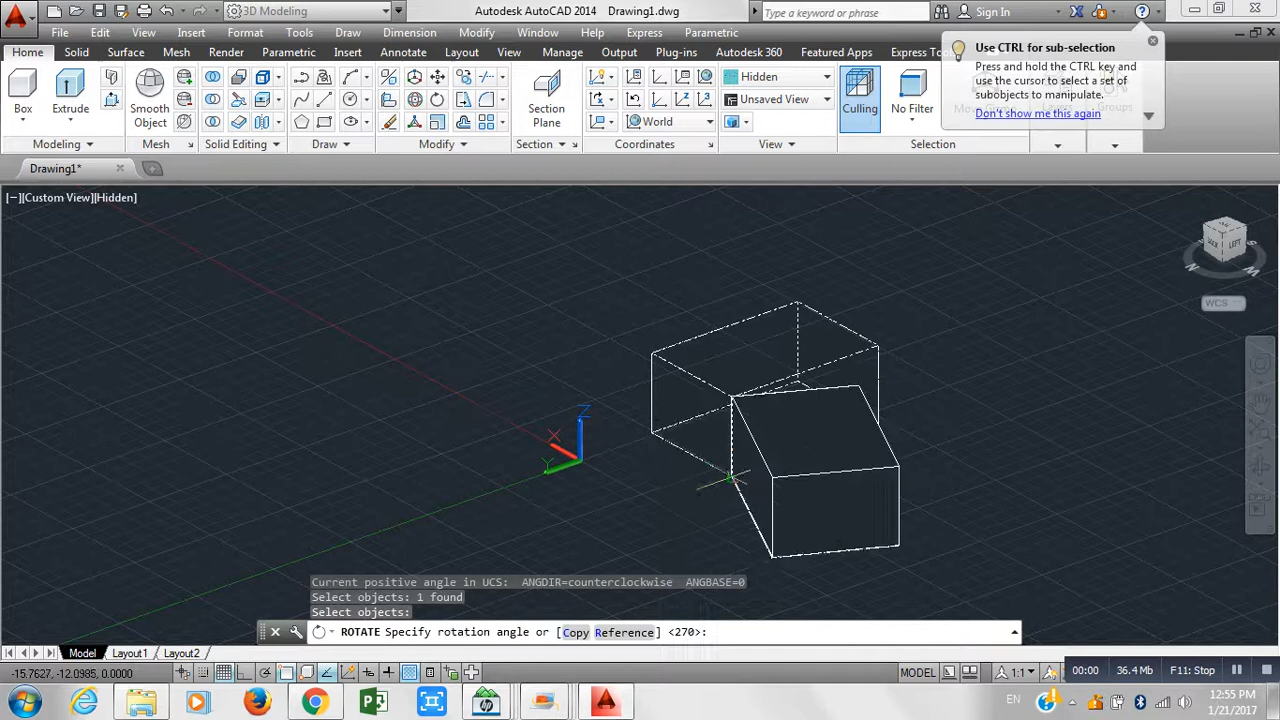 3D Modeling
Autodesk AutoCAD 2014 Drawing1.dwg
Type a keyword or phrase
Sign In
File Edit View Insert Format Tools Draw Dimension Modify Window Help Express Parametric
Home Solid Surface Mesh Parametric Insert Annotate Layout View Manage Output Plug-ins Autodesk 360 Featured Apps Express Tools
Use CTRL for sub-selection
Press and hold the CTRL key and
use the cursor to select a set of
subobjects to manipulate.
Don't show me this again
Box
Extrude
Smooth
Object
Section
Plane
World
Hidden
Unsaved View
Culling
No Filter
Move Gizmo
Layers
Groups
Modeling
Mesh
Solid Editing
Draw
Modify
Section
Coordinates
View
Selection
Drawing1*
[−][Custom View][Hidden]
LEFT
BACK
N
WCS
Z
X
Y
Current positive angle in UCS: ANGDIR=counterclockwise ANGBASE=0
Select objects: 1 found
Select objects:
ROTATE Specify rotation angle or [Copy Reference] <270>:
Model Layout1 Layout2
-15.7627, -12.0985, 0.0000
MODEL
1:1
00:00
36.4 Mb
F11: Stop
EN
12:55 PM
1/21/2017